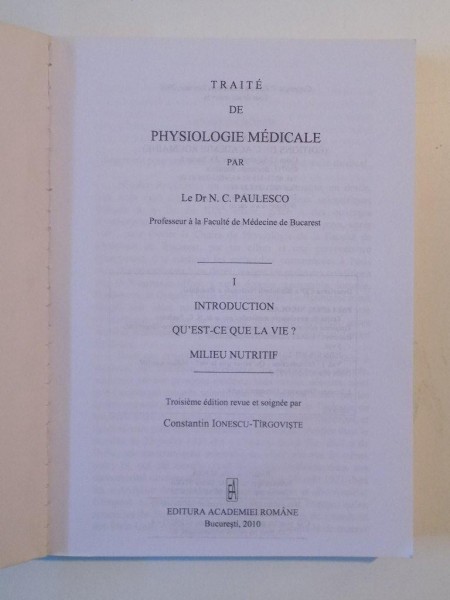 TRAITÉ
DE
PHYSIOLOGIE MÉDICALE
PAR
Le Dr N. C. PAULESCO
Professeur à la Faculté de Médecine de Bucarest
I
INTRODUCTION
QU'EST-CE QUE LA VIE ?
MILIEU NUTRITIF
Troisième édition revue et soignée par
Constantin IONESCU-TÎRGOVIŞTE
EDITURA ACADEMIEI ROMÂNE
Bucureşti, 2010